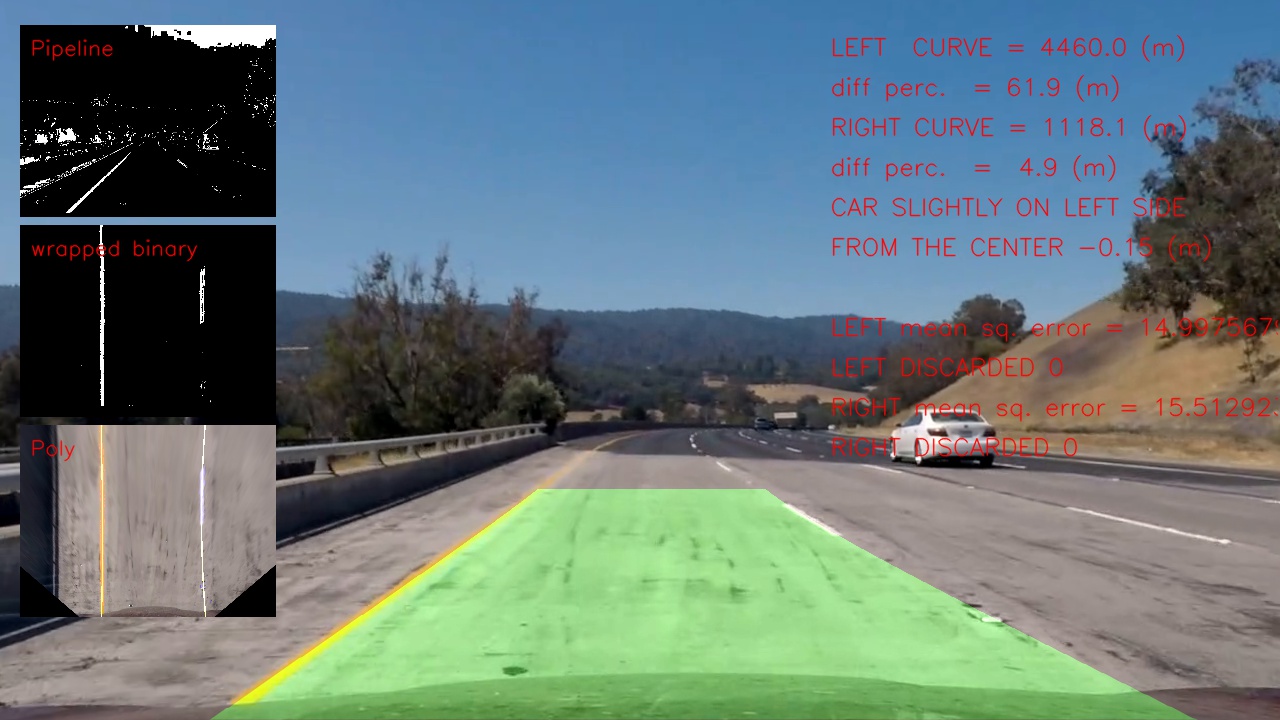 Pipeline
wrapped binary
Poly
LEFT CURVE = 4460.0 (m)
diff perc. = 61.9 (m)
RIGHT CURVE = 1118.1 (m)
diff perc. = 4.9 (m)
CAR SLIGHTLY ON LEFT SIDE
FROM THE CENTER -0.15 (m)
LEFT mean sq. error = 14.9975670
LEFT DISCARDED 0
RIGHT mean sq. error = 15.51292
RIGHT DISCARDED 0